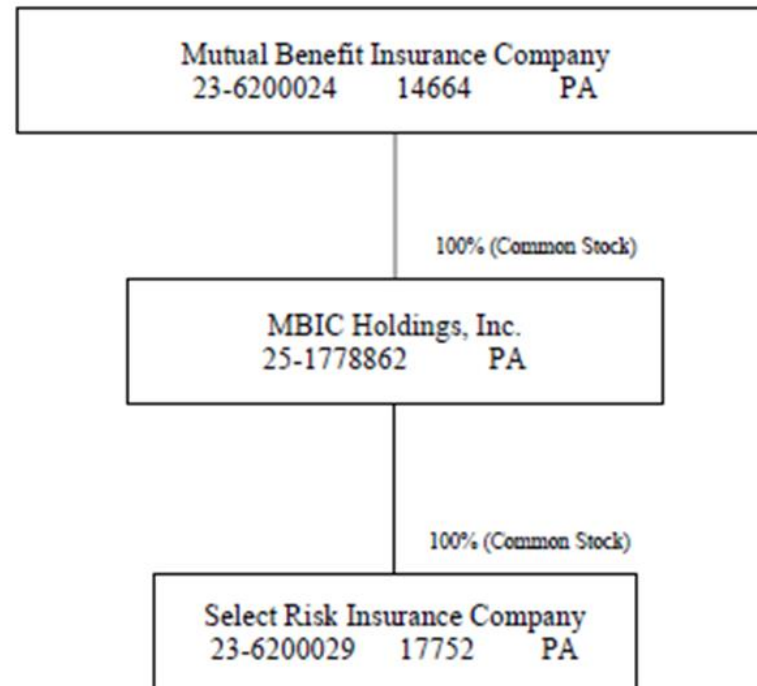 Mutual Benefit Insurance Company
23-6200024 14664 PA
100% (Common Stock)
MBIC Holdings, Inc.
25-1778862 PA
100% (Common Stock)
Select Risk Insurance Company
23-6200029 17752 PA